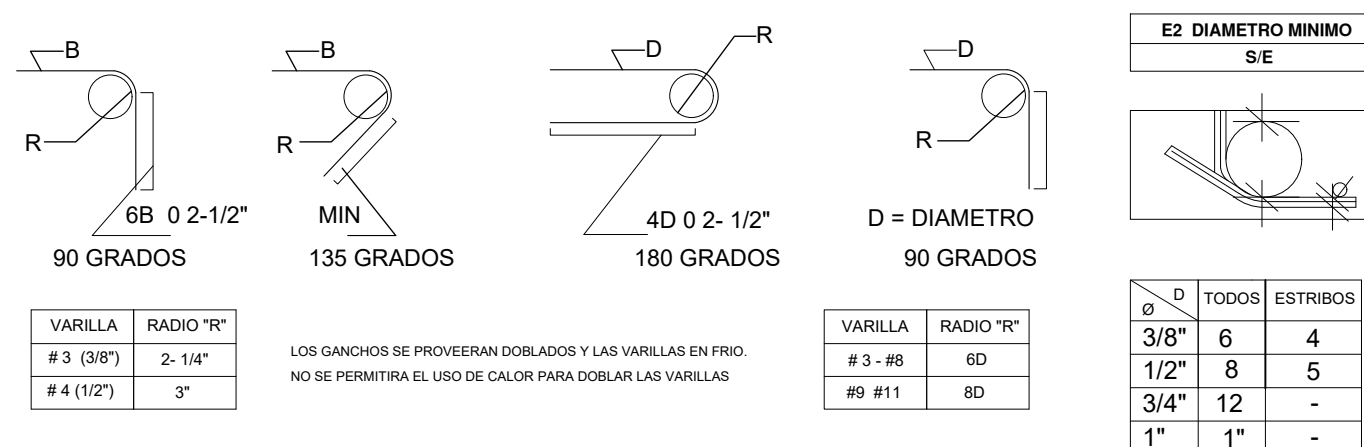 B
R
6B 0 2-1/2"
90 GRADOS
B
R
MIN
135 GRADOS
D
R
4D 0 2- 1/2"
180 GRADOS
D
R
D = DIAMETRO
90 GRADOS
E2 DIAMETRO MINIMO
S/E
Ø
VARILLA RADIO "R"
# 3 (3/8") 2- 1/4"
# 4 (1/2") 3"
LOS GANCHOS SE PROVEERAN DOBLADOS Y LAS VARILLAS EN FRIO.
NO SE PERMITIRA EL USO DE CALOR PARA DOBLAR LAS VARILLAS
VARILLA RADIO "R"
# 3 - #8 6D
#9 #11 8D
Ø D TODOS ESTRIBOS
3/8" 6 4
1/2" 8 5
3/4" 12 -
1" 1" -